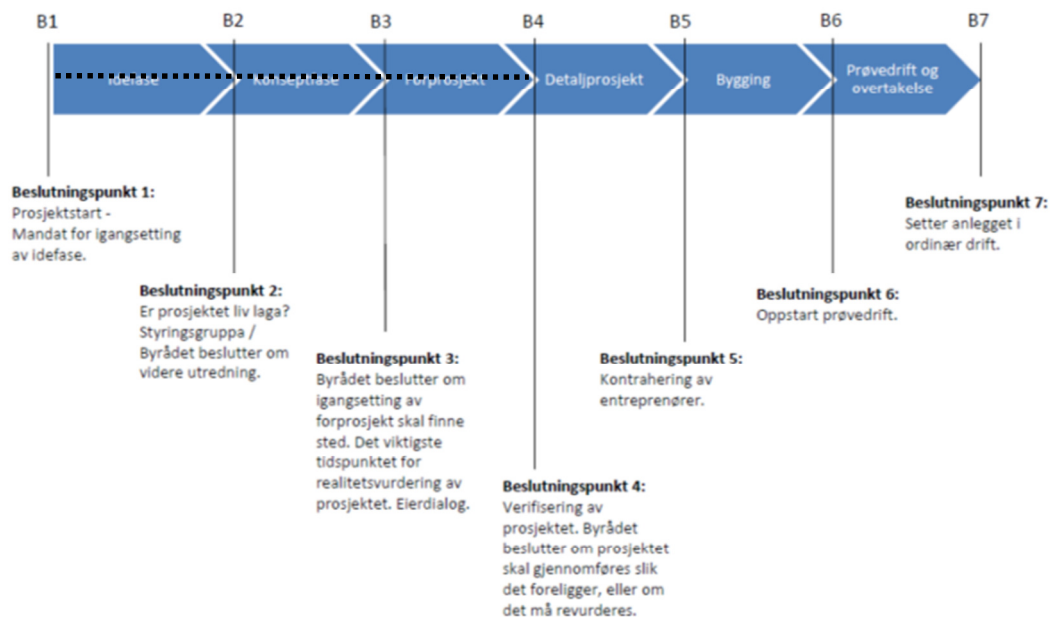 B1
B2
B3
B4
B5
B6
B7
Idefase
Konseptfase
Forprosjekt
Detaljprosjekt
Bygging
Prøvedrift og
overtakelse
Beslutningspunkt 1:
Prosjektstart -
Mandat for igangsetting
av idefase.
Beslutningspunkt 2:
Er prosjektet liv laga?
Styringsgruppa /
Byrådet beslutter om
videre utredning.
Beslutningspunkt 3:
Byrådet beslutter om
igangsetting av
forprosjekt skal finne
sted. Det viktigste
tidspunktet for
realitetsvurdering av
prosjektet. Eierdialog.
Beslutningspunkt 4:
Verifisering av
prosjektet. Byrådet
beslutter om prosjektet
skal gjennomføres slik
det foreligger, eller om
det må revurderes.
Beslutningspunkt 5:
Kontrahering av
entreprenører.
Beslutningspunkt 6:
Oppstart prøvedrift.
Beslutningspunkt 7:
Setter anlegget i
ordinær drift.